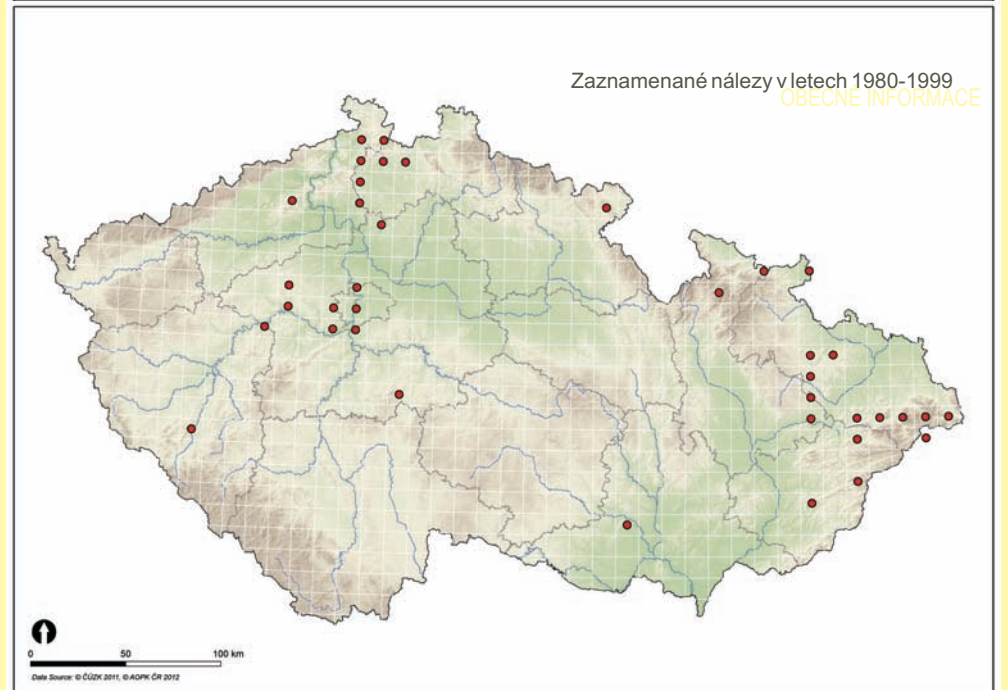 Zaznamenané nálezy v letech 1980-1999
OBECNÉ INFORMACE
0 50 100 km
Data Source: © ČÚZK 2011, © AOPK ČR 2012